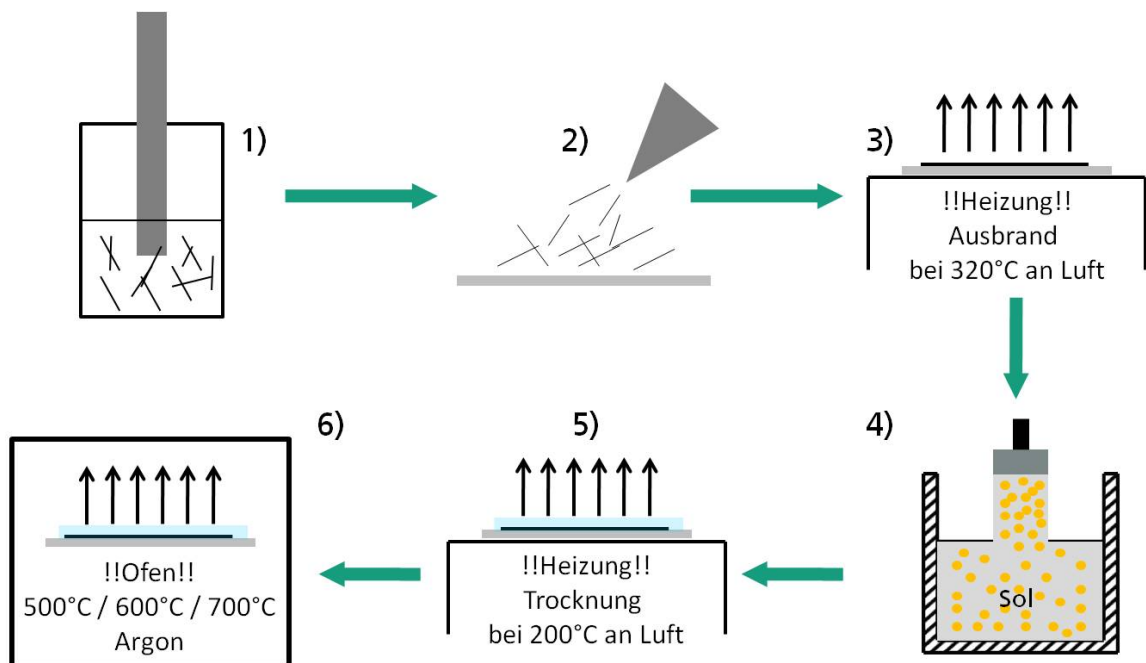 1)
2)
3)
!!Heizung!!
Ausbrand
bei 320°C an Luft
4)
Sol
5)
!!Heizung!!
Trocknung
bei 200°C an Luft
6)
!!Ofen!!
500°C / 600°C / 700°C
Argon